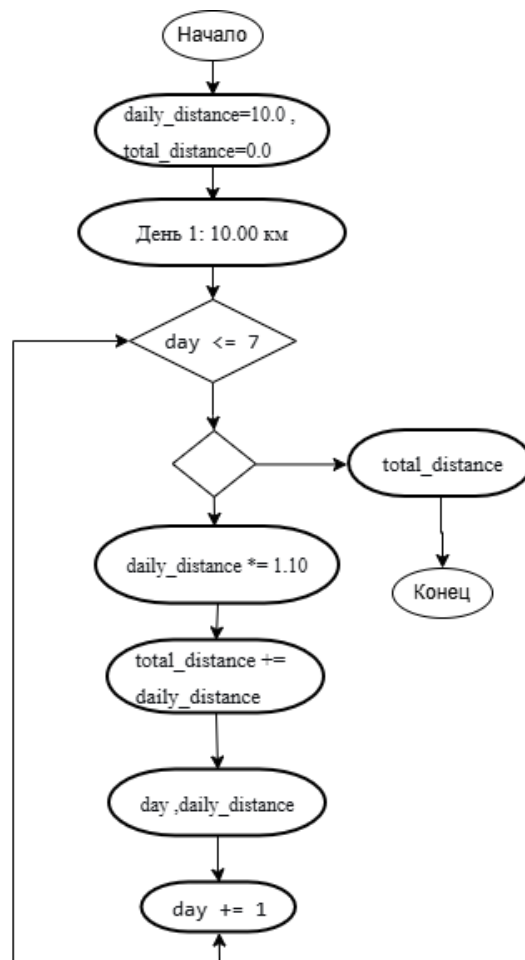 Начало
daily_distance=10.0 ,
total_distance=0.0
День 1: 10.00 км
day <= 7
total_distance
daily_distance *= 1.10
Конец
total_distance +=
daily_distance
day ,daily_distance
day += 1